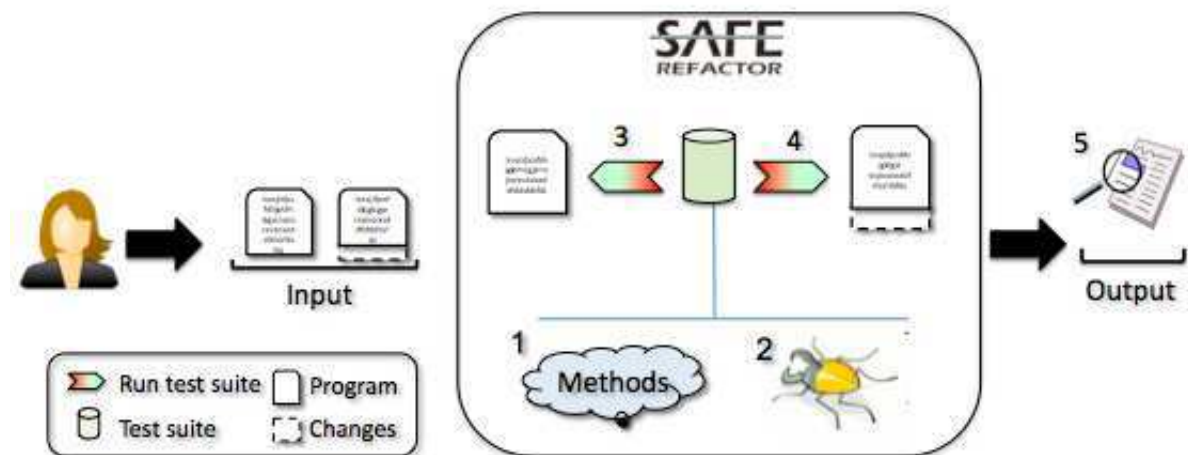 SAFE
REFACTOR
3
4
5
Input
Output
1
Methods
2
Run test suite
Program
Test suite
Changes